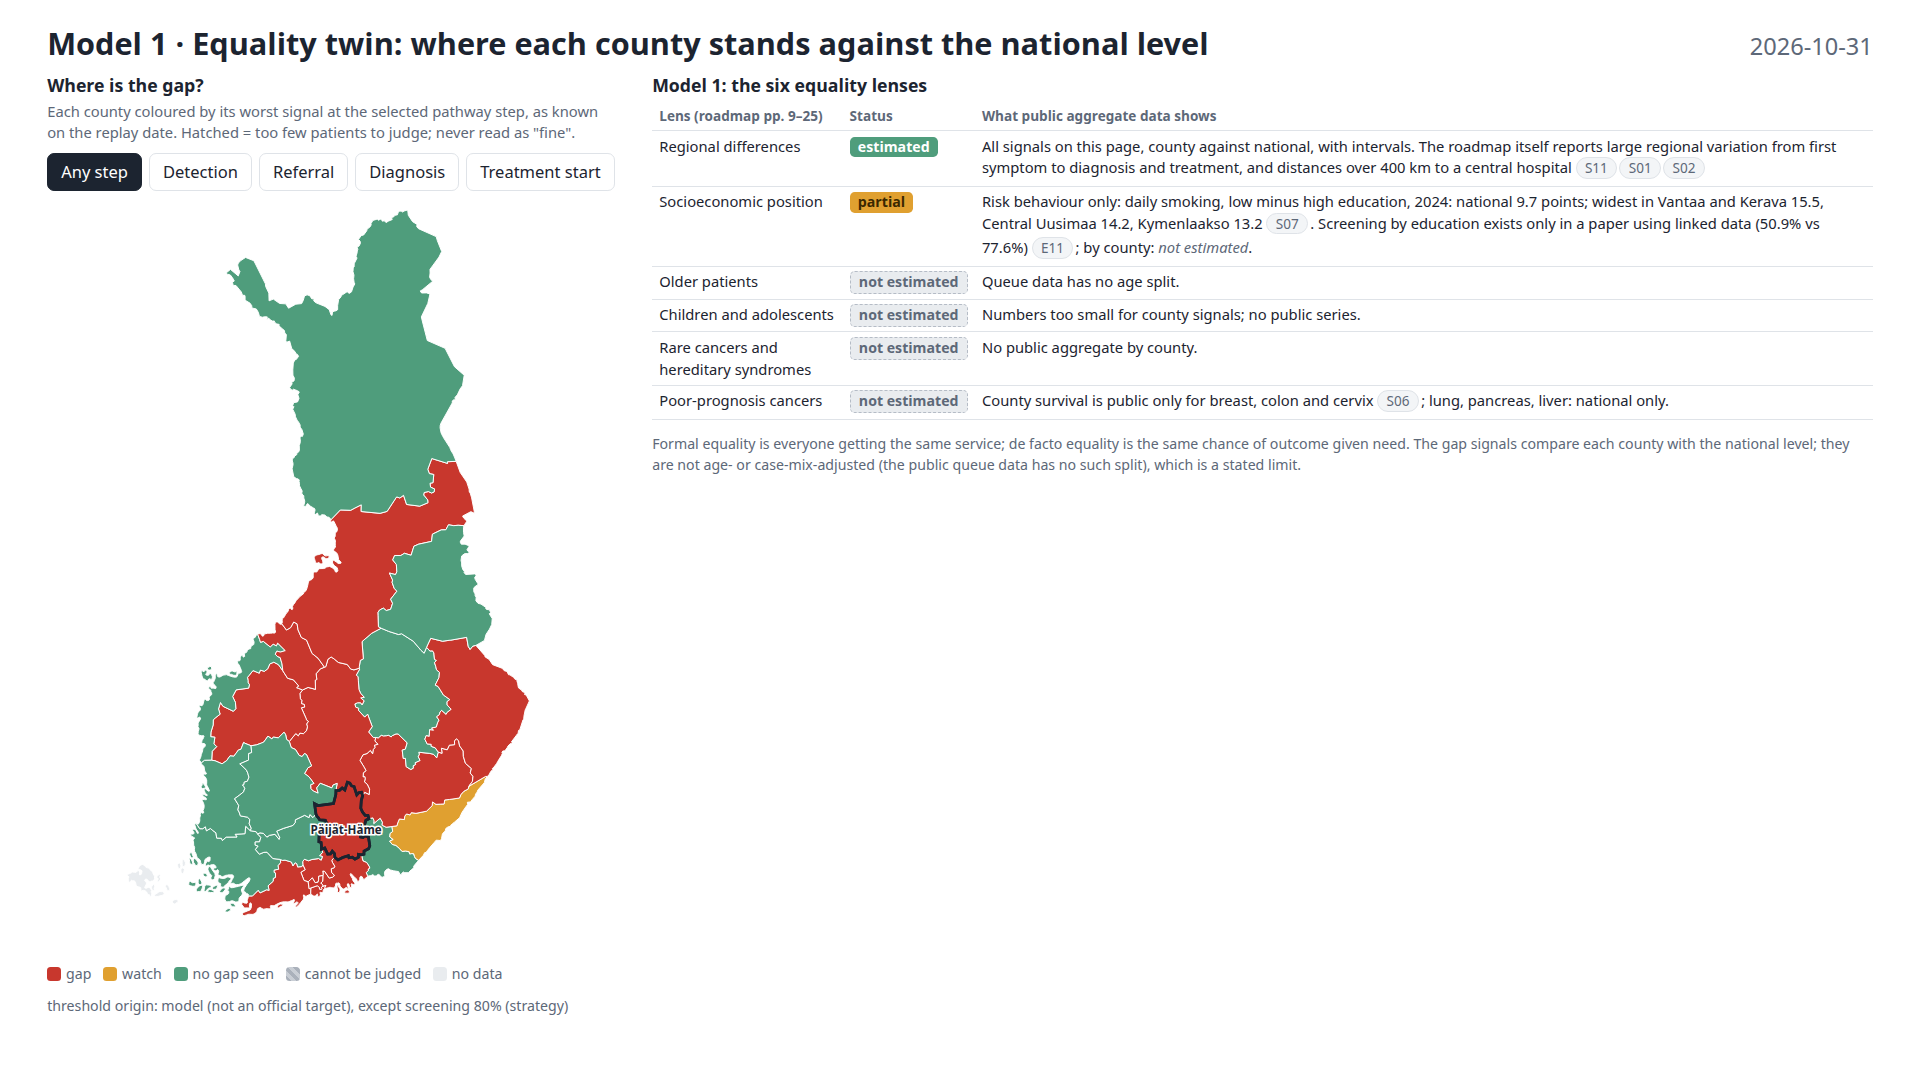 Model 1 · Equality twin: where each county stands against the national level
2026-10-31
Where is the gap?
Each county coloured by its worst signal at the selected pathway step, as known
on the replay date. Hatched = too few patients to judge; never read as "fine".
Any step
Detection
Referral
Diagnosis
Treatment start
Päijät-Häme
gap
watch
no gap seen
cannot be judged
no data
threshold origin: model (not an official target), except screening 80% (strategy)
Model 1: the six equality lenses
Lens (roadmap pp. 9–25) Status What public aggregate data shows
Regional differences estimated All signals on this page, county against national, with intervals. The roadmap itself reports large regional variation from first
symptom to diagnosis and treatment, and distances over 400 km to a central hospital S11 S01 S02
Socioeconomic position partial Risk behaviour only: daily smoking, low minus high education, 2024: national 9.7 points; widest in Vantaa and Kerava 15.5,
Central Uusimaa 14.2, Kymenlaakso 13.2 S07 . Screening by education exists only in a paper using linked data (50.9% vs
77.6%) E11 ; by county: not estimated.
Older patients not estimated Queue data has no age split.
Children and adolescents not estimated Numbers too small for county signals; no public series.
Rare cancers and not estimated No public aggregate by county.
hereditary syndromes
Poor-prognosis cancers not estimated County survival is public only for breast, colon and cervix S06 ; lung, pancreas, liver: national only.
Formal equality is everyone getting the same service; de facto equality is the same chance of outcome given need. The gap signals compare each county with the national level; they
are not age- or case-mix-adjusted (the public queue data has no such split), which is a stated limit.